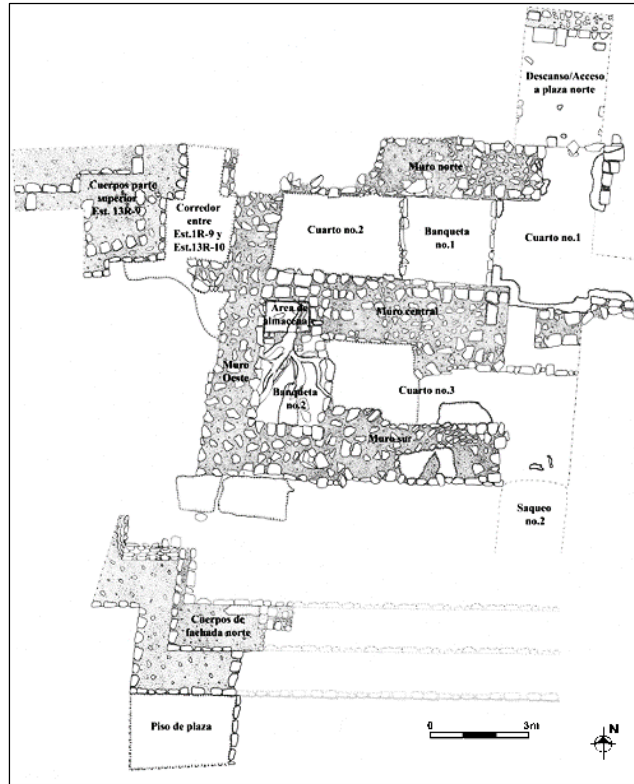 Descanso/Acceso
a plaza norte
Muro norte
Cuerpos parte
superior
Est. 13R-9
Corredor
entre
Est.1R-9 y
Est.13R-10
Cuarto no.2
Banqueta
no.1
Cuarto no.1
Area de
almacenaje
Muro central
Muro
Oeste
Banqueta
no.2
Cuarto no.3
Muro sur
Saqueo
no.2
Cuerpos de
fachada norte
Piso de plaza
0 3m
N